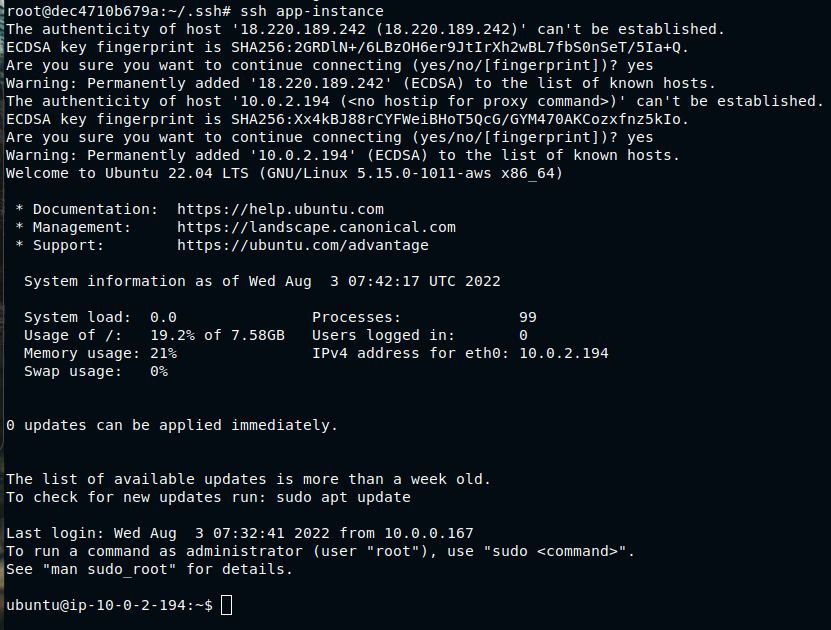 root@dec4710b679a:~/.ssh# ssh app-instance
The authenticity of host '18.220.189.242 (18.220.189.242)' can't be established.
ECDSA key fingerprint is SHA256:2GRDlN+/6LBzOH6er9JtIrXh2wBL7fbS0nSeT/5Ia+Q.
Are you sure you want to continue connecting (yes/no/[fingerprint])? yes
Warning: Permanently added '18.220.189.242' (ECDSA) to the list of known hosts.
The authenticity of host '10.0.2.194 (<no hostip for proxy command>)' can't be established.
ECDSA key fingerprint is SHA256:Xx4kBJ88rCYFWeiBHoT5QcG/GYM470AKCozxfnz5kIo.
Are you sure you want to continue connecting (yes/no/[fingerprint])? yes
Warning: Permanently added '10.0.2.194' (ECDSA) to the list of known hosts.
Welcome to Ubuntu 22.04 LTS (GNU/Linux 5.15.0-1011-aws x86_64)
 * Documentation:  https://help.ubuntu.com
 * Management:     https://landscape.canonical.com
 * Support:        https://ubuntu.com/advantage
  System information as of Wed Aug  3 07:42:17 UTC 2022
  System load:  0.0               Processes:             99
  Usage of /:   19.2% of 7.58GB   Users logged in:       0
  Memory usage: 21%               IPv4 address for eth0: 10.0.2.194
  Swap usage:   0%
0 updates can be applied immediately.
The list of available updates is more than a week old.
To check for new updates run: sudo apt update
Last login: Wed Aug  3 07:32:41 2022 from 10.0.0.167
To run a command as administrator (user "root"), use "sudo <command>".
See "man sudo_root" for details.
ubuntu@ip-10-0-2-194:~$